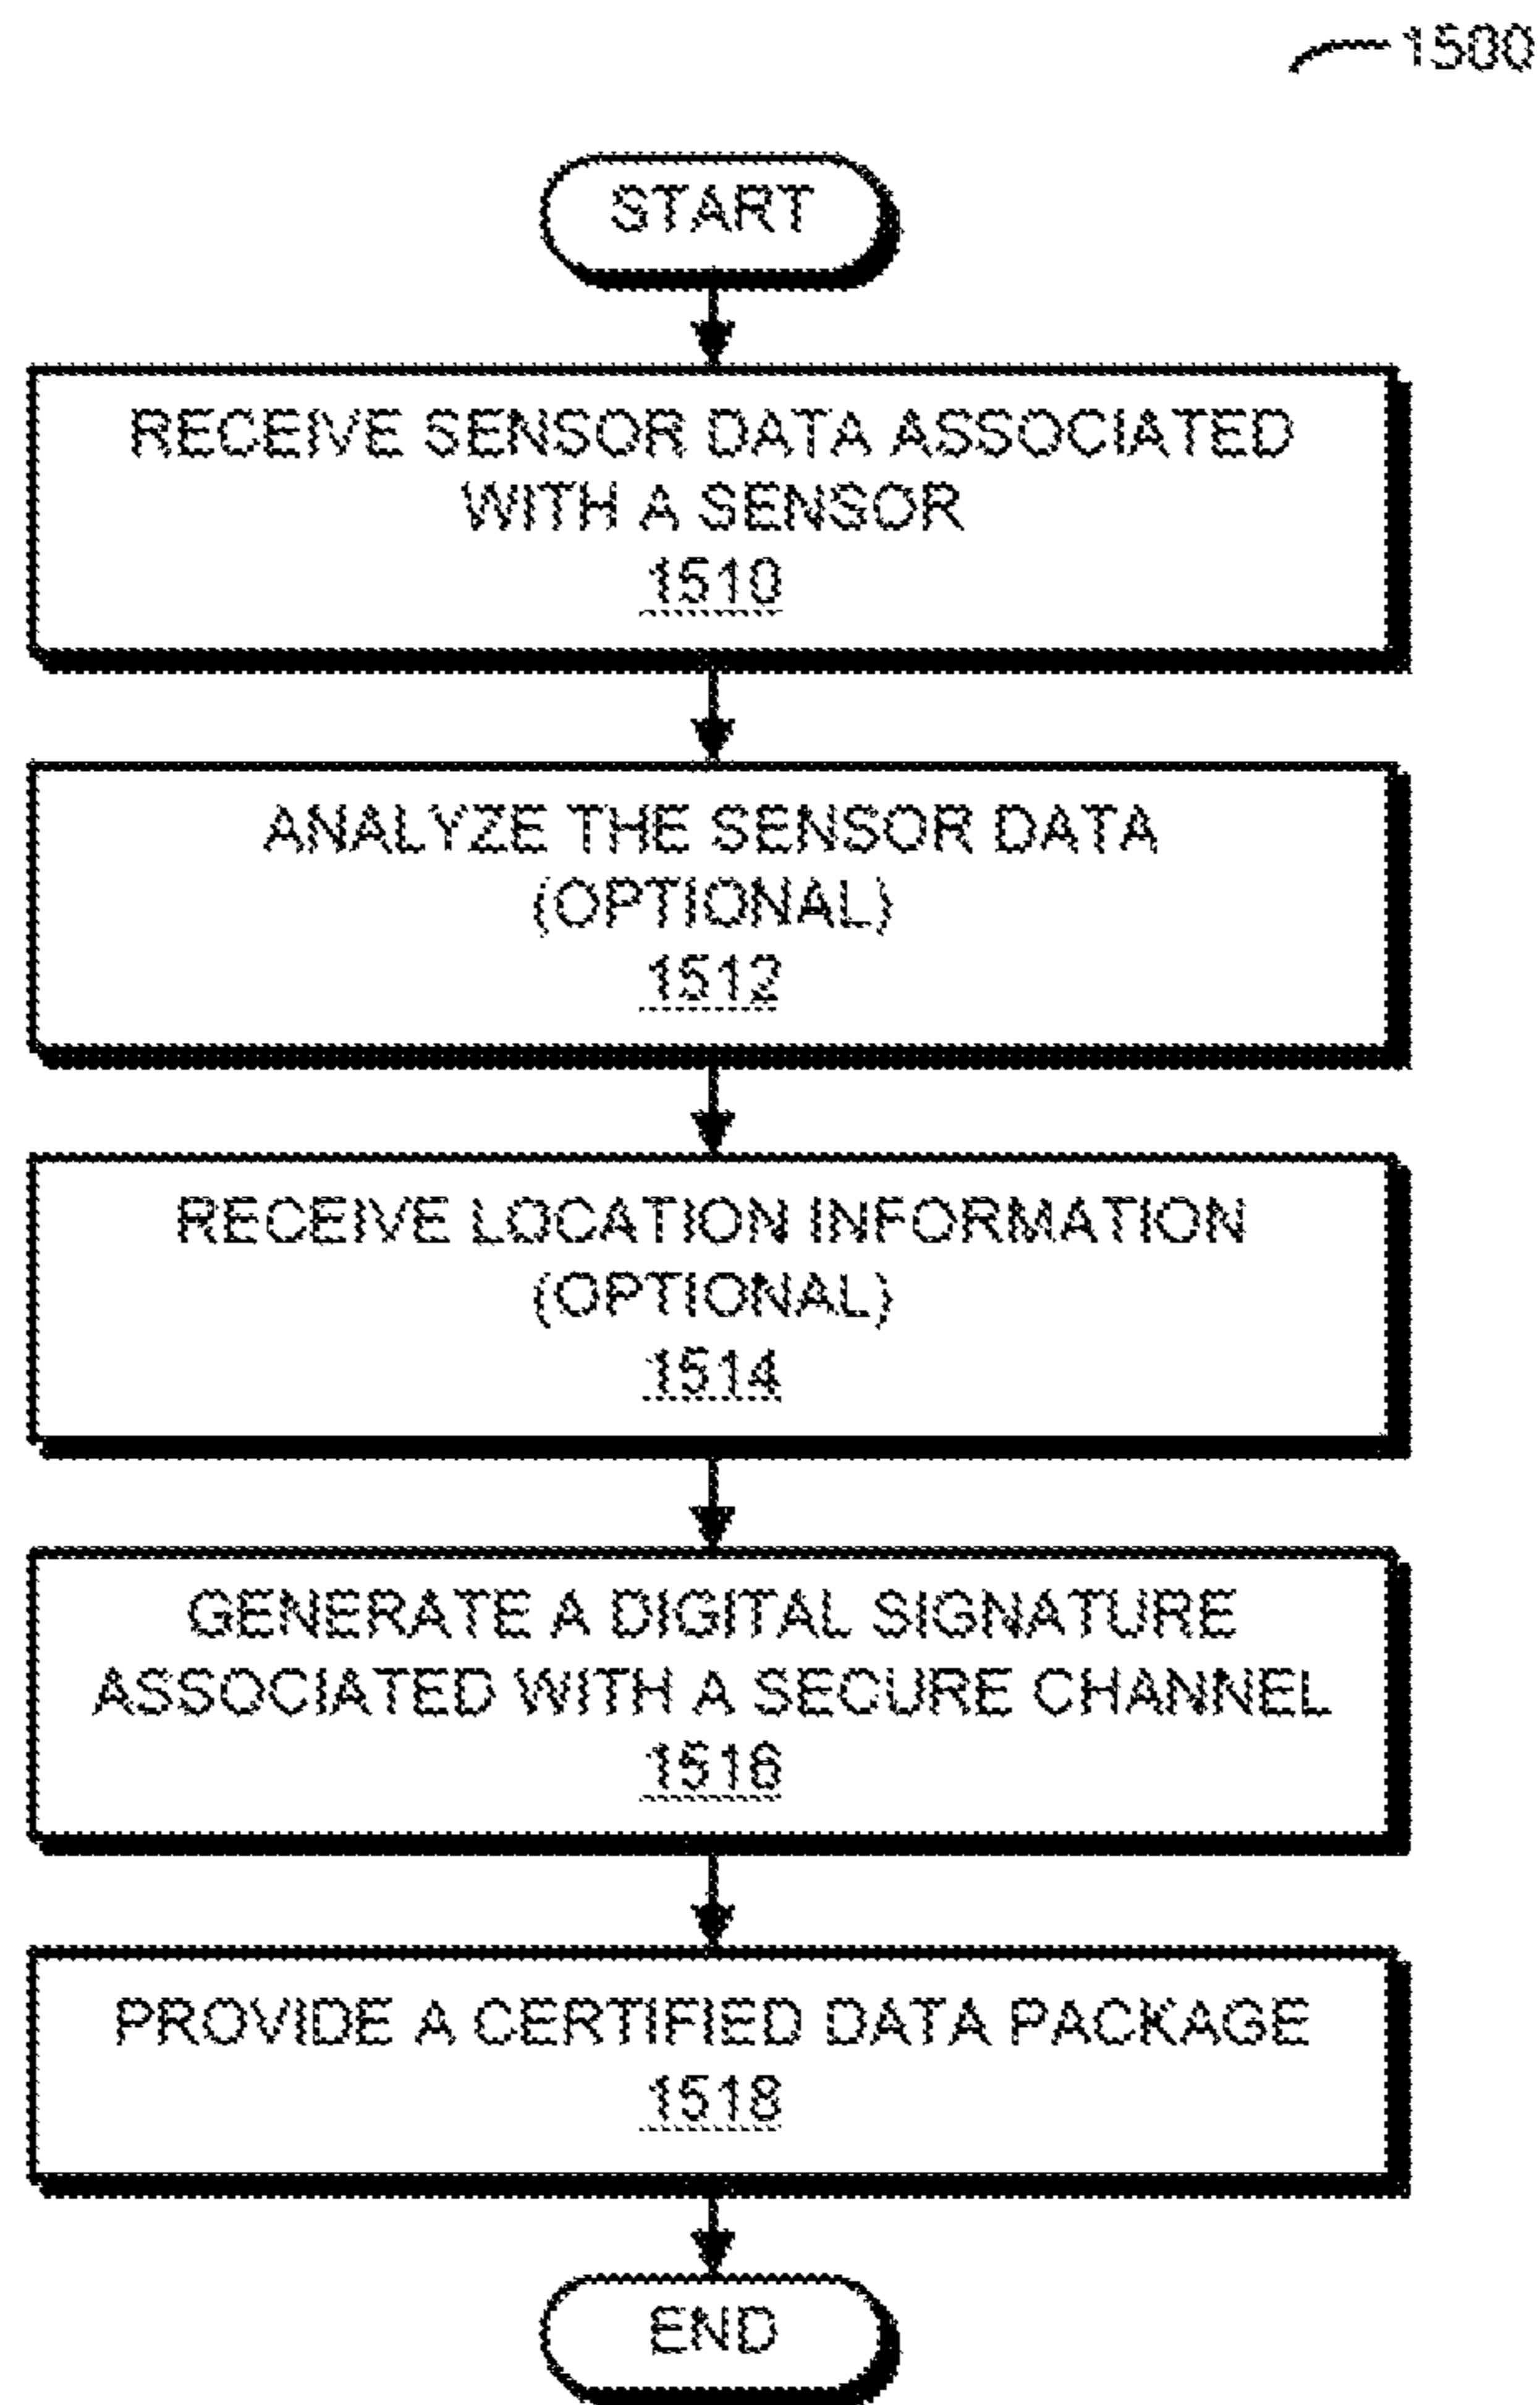 1500
START
RECEIVE SENSOR DATA ASSOCIATED
WITH A SENSOR
1510
ANALYZE THE SENSOR DATA
(OPTIONAL)
1512
RECEIVE LOCATION INFORMATION
(OPTIONAL)
1514
GENERATE A DIGITAL SIGNATURE
ASSOCIATED WITH A SECURE CHANNEL
1516
PROVIDE A CERTIFIED DATA PACKAGE
1518
END